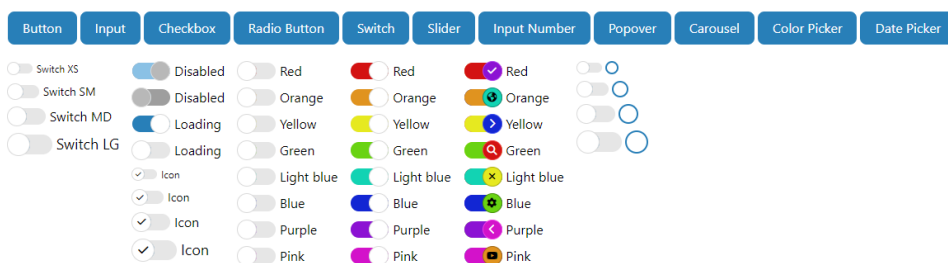 Button Input Checkbox Radio Button Switch Slider Input Number Popover Carousel Color Picker Date Picker
Switch XS
Switch SM
Switch MD
Switch LG
Disabled
Disabled
Loading
Loading
Icon
Icon
Icon
Icon
Red
Orange
Yellow
Green
Light blue
Blue
Purple
Pink
Red
Orange
Yellow
Green
Light blue
Blue
Purple
Pink
Red
Orange
Yellow
Green
Light blue
Blue
Purple
Pink